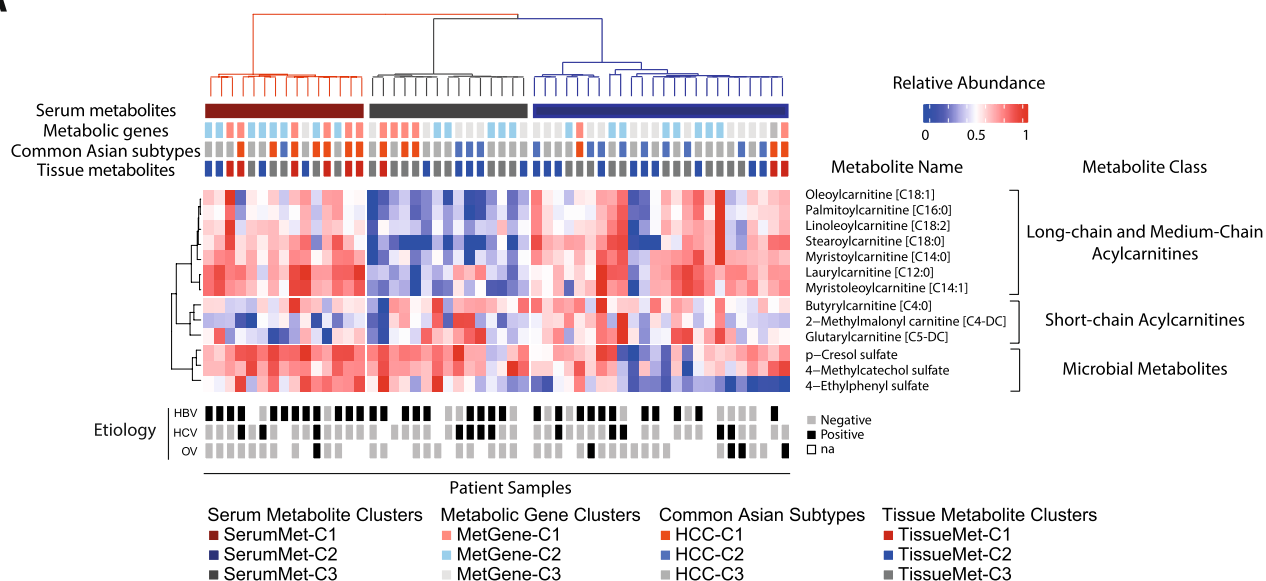 Relative Abundance
0 0.5 1
Serum metabolites
Metabolic genes
Common Asian subtypes
Tissue metabolites
Metabolite Name
Metabolite Class
Oleoylcarnitine [C18:1]
Palmitoylcarnitine [C16:0]
Linoleoylcarnitine [C18:2]
Stearoylcarnitine [C18:0]
Myristoylcarnitine [C14:0]
Laurylcarnitine [C12:0]
Myristoleoylcarnitine [C14:1]
Long-chain and Medium-Chain
Acylcarnitines
Butyrylcarnitine [C4:0]
2−Methylmalonyl carnitine [C4-DC]
Glutarylcarnitine [C5-DC]
Short-chain Acylcarnitines
p−Cresol sulfate
4−Methylcatechol sulfate
4−Ethylphenyl sulfate
Microbial Metabolites
Etiology
HBV
HCV
OV
Negative
Positive
na
Patient Samples
Serum Metabolite Clusters
SerumMet-C1
SerumMet-C2
SerumMet-C3
Metabolic Gene Clusters
MetGene-C1
MetGene-C2
MetGene-C3
Common Asian Subtypes
HCC-C1
HCC-C2
HCC-C3
Tissue Metabolite Clusters
TissueMet-C1
TissueMet-C2
TissueMet-C3